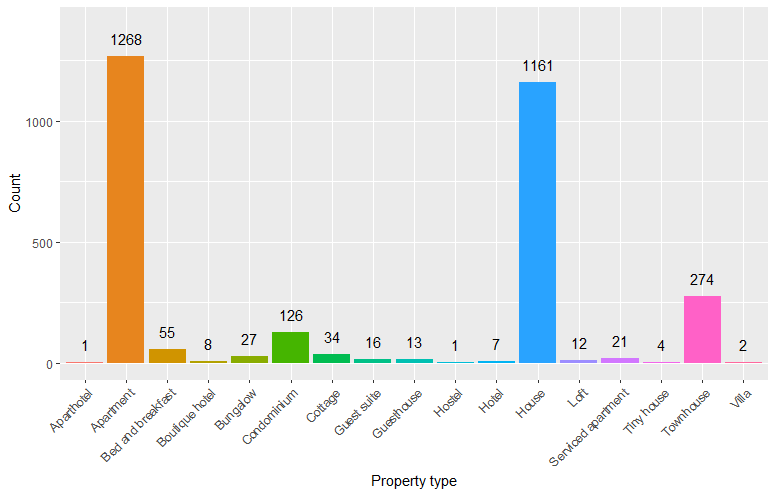 1268
1161
1000
274
126
55
34
27
21
16
13
12
8
7
4
2
1
1
500
0
Count
Aparthotel
Apartment
Bed and breakfast
Boutique hotel
Bungalow
Condominium
Cottage
Guest suite
Guesthouse
Hostel
Hotel
House
Loft
Serviced apartment
Tiny house
Townhouse
Villa
Property type